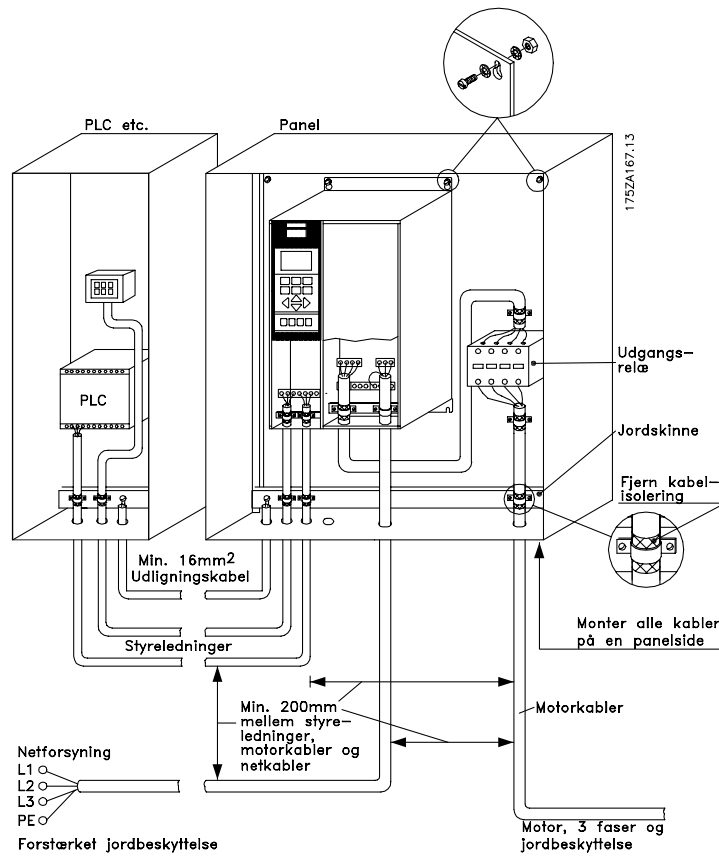 PLC etc.
Panel
175ZA167.13
PLC
Udgangs-
relæ
Jordskinne
Fjern kabel-
isolering
Min. 16mm2
Udligningskabel
Styreledninger
Monter alle kabler
på en panelside
Min. 200mm
mellem styre-
ledninger,
motorkabler og
netkabler
Motorkabler
Netforsyning
L1
L2
L3
PE
Forstærket jordbeskyttelse
Motor, 3 faser og
jordbeskyttelse